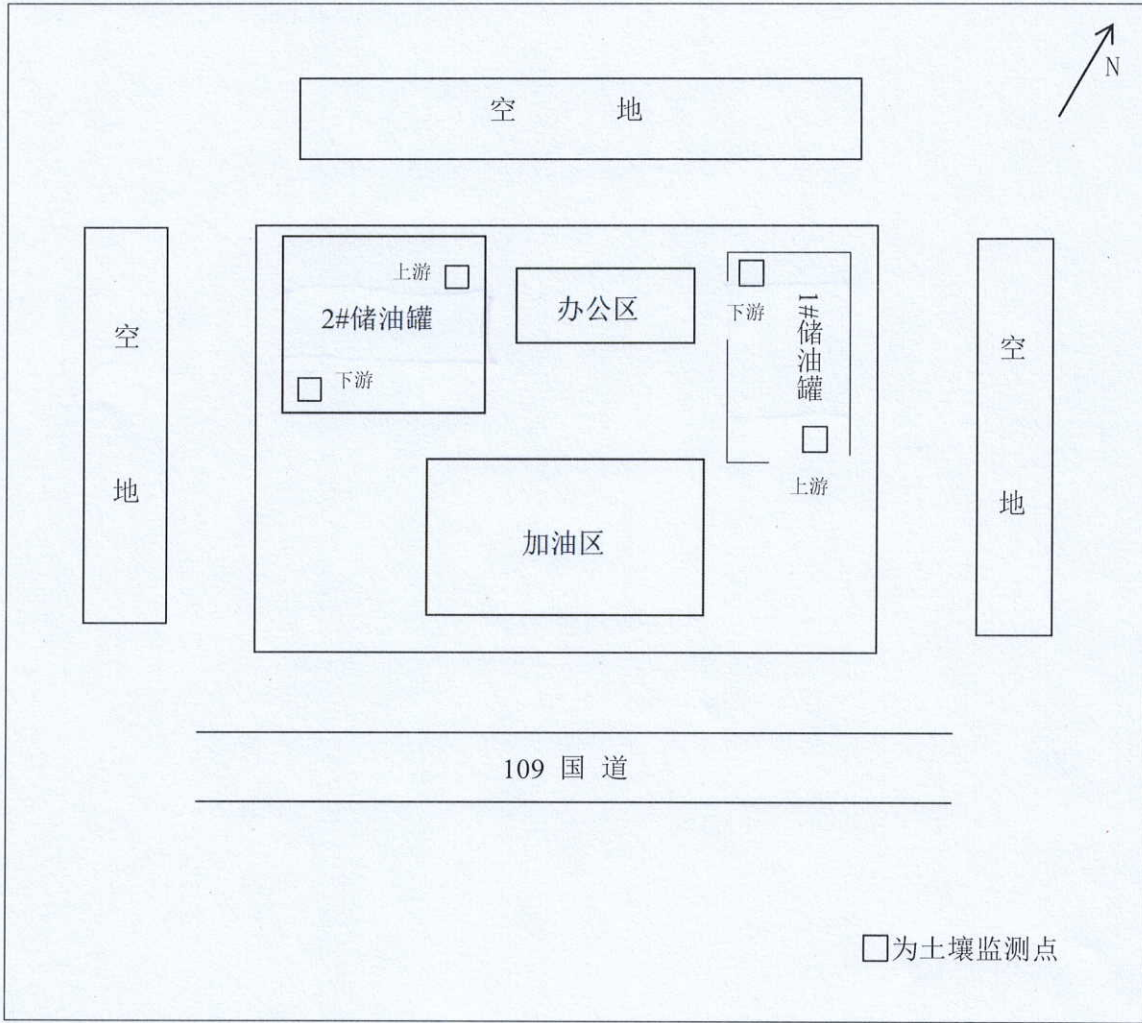 N
空 地
上游
2#储油罐
下游
办公区
下游
1#储油罐
上游
空地
空地
加油区
109 国 道
□为土壤监测点